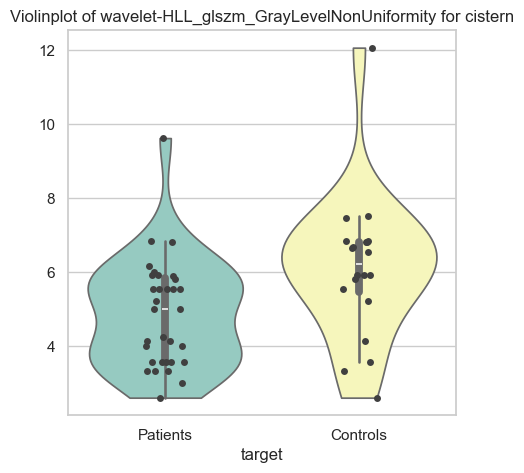 Violinplot of wavelet-HLL_glszm_GrayLevelNonUniformity for cistern
12
10
8
6
4
Patients Controls
target